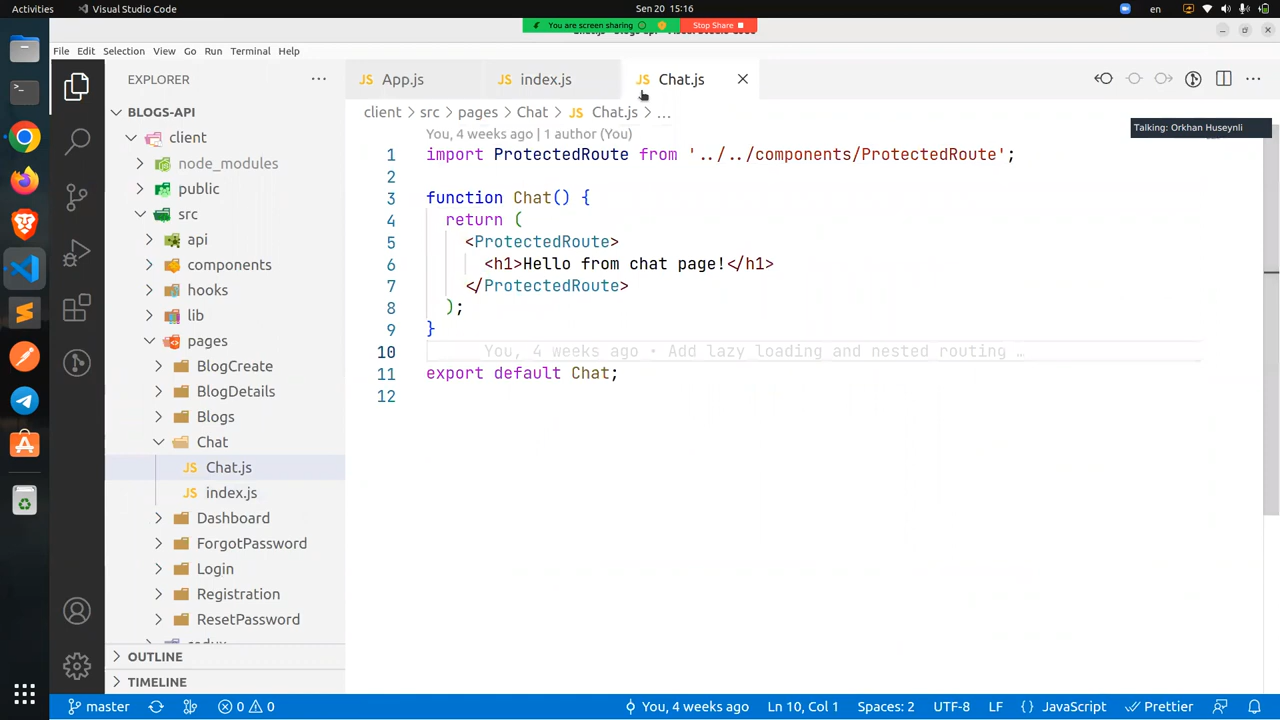 Activities
Visual Studio Code
Sen 20 15:16
en
You are screen sharing
Stop Share
File Edit Selection View Go Run Terminal Help
EXPLORER
App.js
index.js
Chat.js
Talking: Orkhan Huseynli
BLOGS-API
client
node_modules
public
src
api
components
hooks
lib
pages
BlogCreate
BlogDetails
Blogs
Chat
Chat.js
index.js
Dashboard
ForgotPassword
Login
Registration
ResetPassword
OUTLINE
TIMELINE
client > src > pages > Chat > Chat.js > ...
You, 4 weeks ago | 1 author (You)
1 import ProtectedRoute from '../../components/ProtectedRoute';
2
3 function Chat() {
4 return (
5 <ProtectedRoute>
6 <h1>Hello from chat page!</h1>
7 </ProtectedRoute>
8 );
9 }
10 You, 4 weeks ago • Add lazy loading and nested routing …
11 export default Chat;
12
master
0 0
You, 4 weeks ago
Ln 10, Col 1
Spaces: 2
UTF-8
LF
{ } JavaScript
Prettier